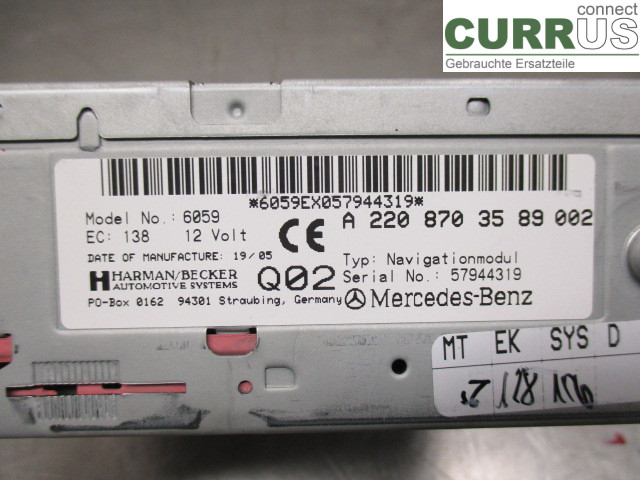 connect
CURRUS
Gebrauchte Ersatzteile
*6059EX057944319*
Model No.: 6059
A 220 870 35 89 002
EC: 138 12 Volt
CE
DATE OF MANUFACTURE: 19/05
Typ: Navigationmodul
HARMAN/BECKER
AUTOMOTIVE SYSTEMS
Q02
Serial No.: 57944319
PO-Box 0162 94301 Straubing, Germany
Mercedes-Benz
MT EK SYS D